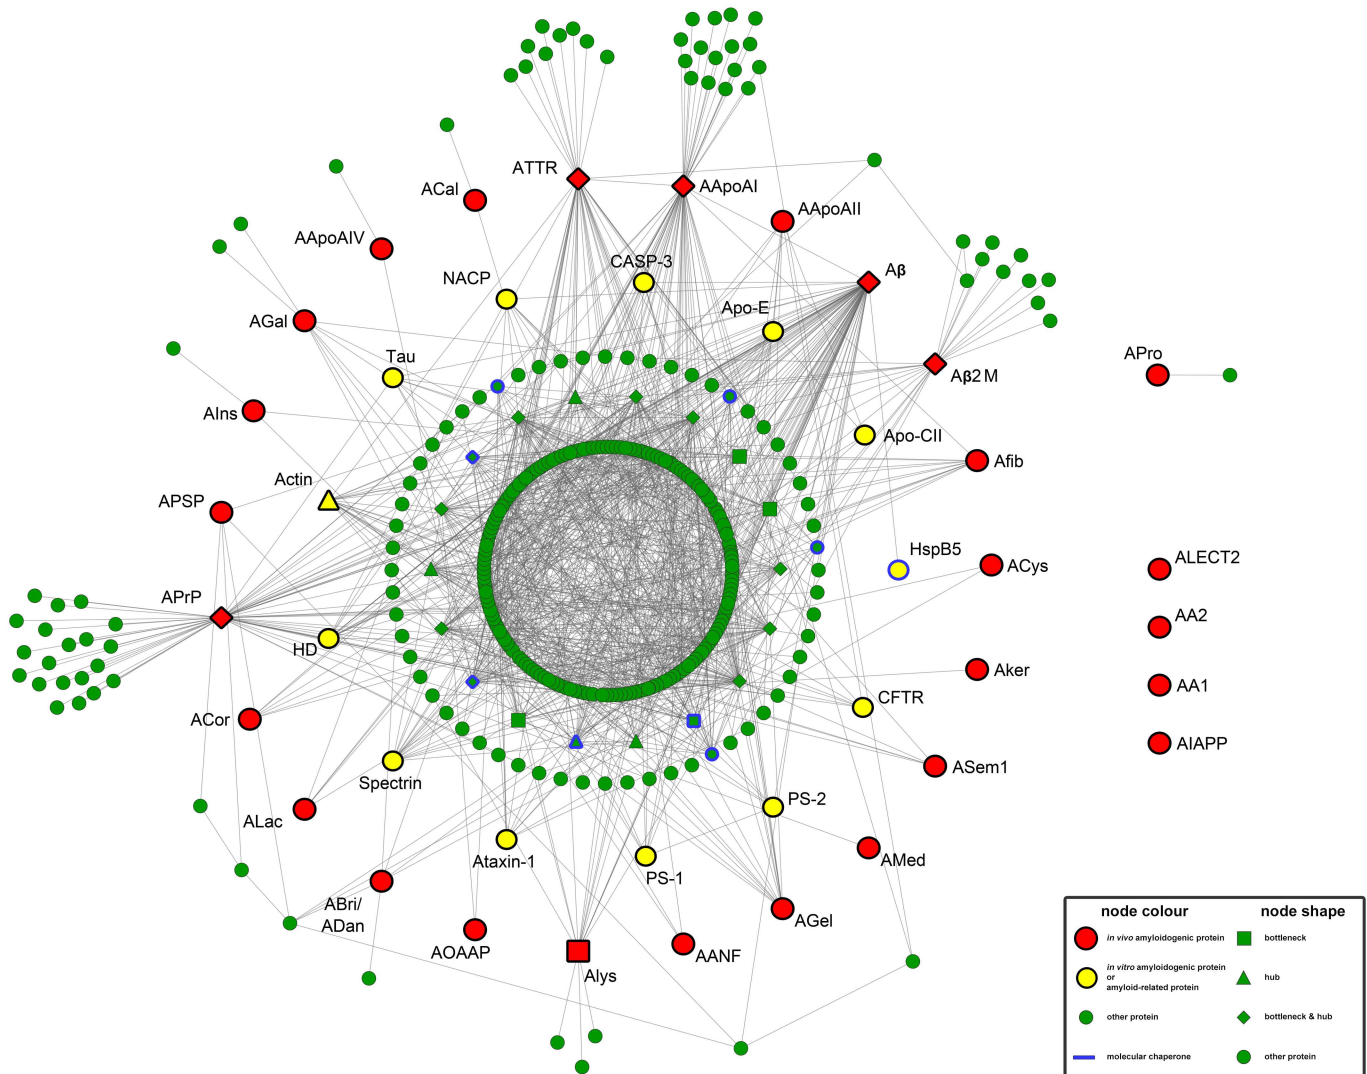 ATTR
AApoAI
ACal
AApoAII
AApoAIV
CASP-3
Aβ
NACP
Apo-E
AGal
Tau
Aβ2M
APro
AIns
Apo-CII
Actin
Afib
APSP
HspB5
ACys
ALECT2
APrP
AA2
HD
Aker
AA1
CFTR
ACor
AIAPP
ASem1
Spectrin
PS-2
ALac
Ataxin-1
AMed
PS-1
ABri/
ADan
AGel
AOAAP
AANF
Alys
node colour
node shape
in vivo amyloidogenic protein
bottleneck
in vitro amyloidogenic protein
or
amyloid-related protein
hub
other protein
bottleneck & hub
molecular chaperone
other protein